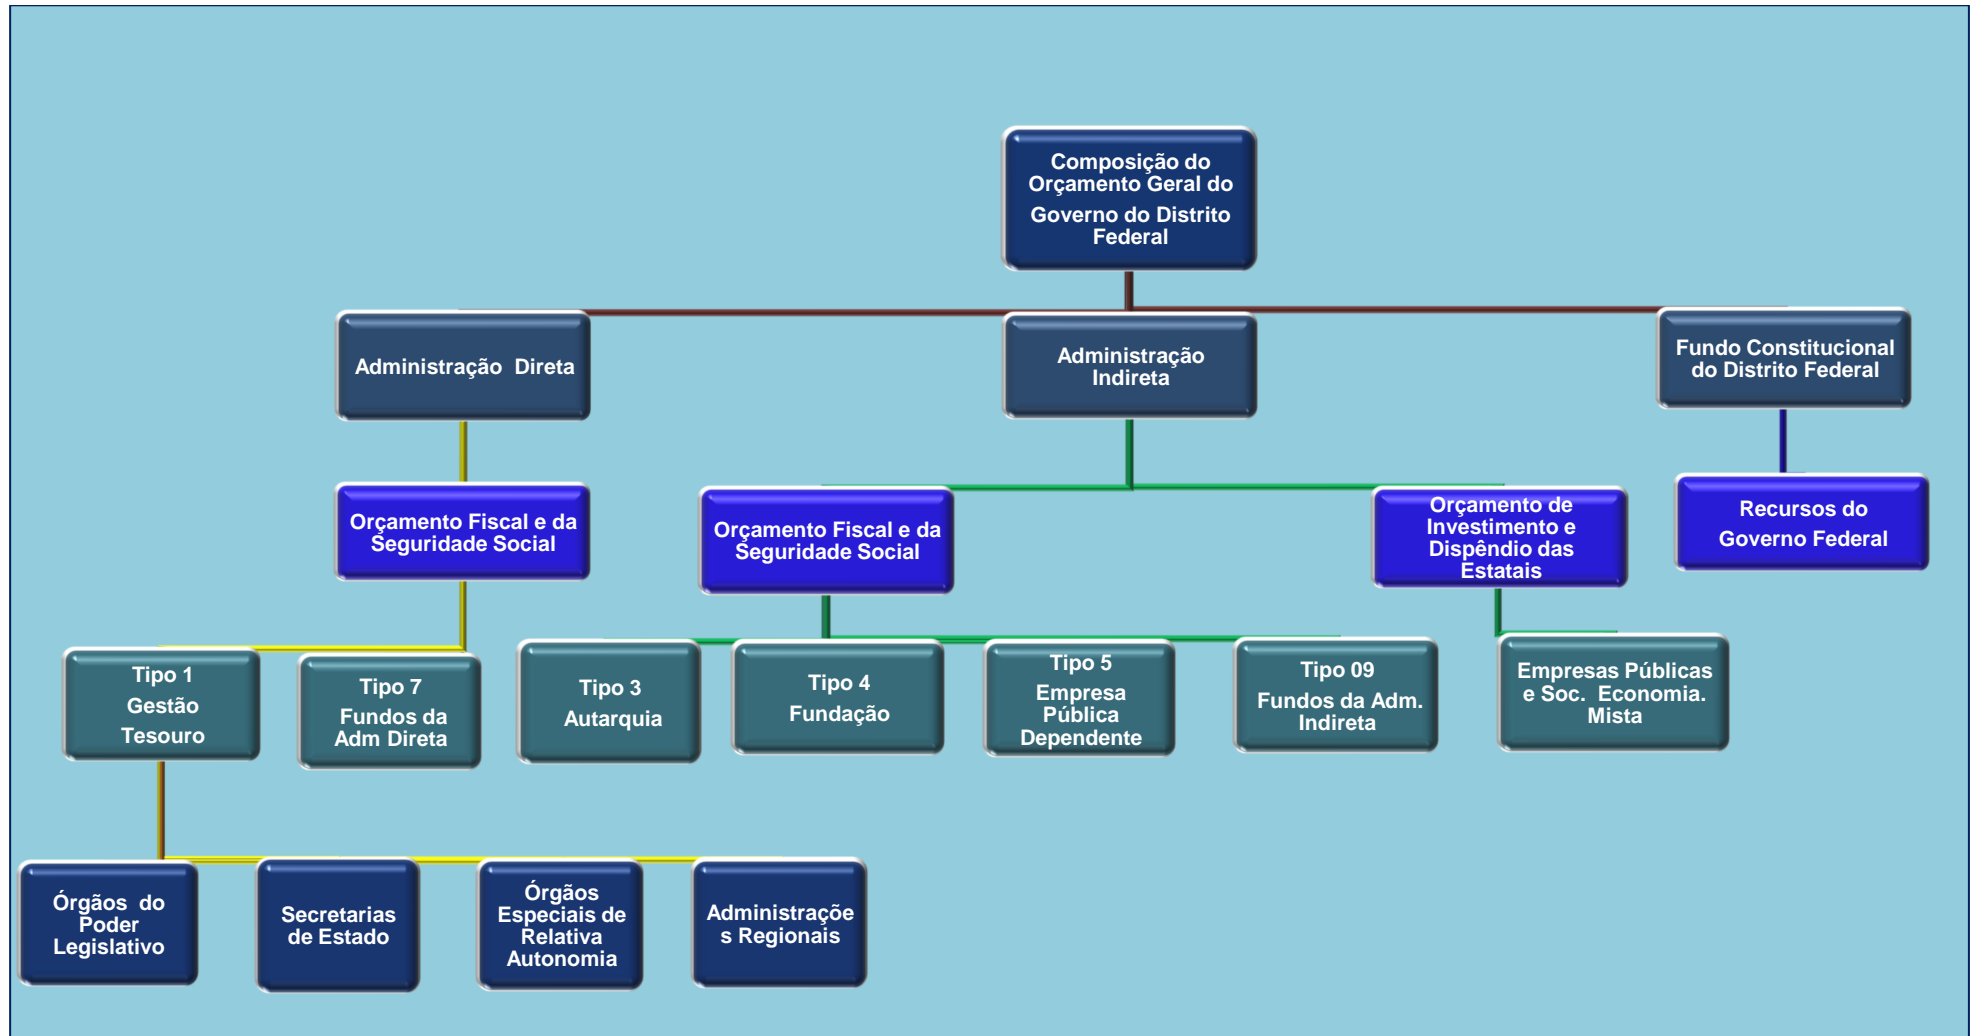 Composição do
Orçamento Geral do
Governo do Distrito
Federal
Administração  Direta
Administração
Indireta
Fundo Constitucional
do Distrito Federal
Orçamento Fiscal e da
Seguridade Social
Orçamento Fiscal e da
Seguridade Social
Orçamento de
Investimento e
Dispêndio das
Estatais
Recursos do
Governo Federal
Tipo 1
Gestão
Tesouro
Tipo 7
Fundos da
Adm Direta
Tipo 3
Autarquia
Tipo 4
Fundação
Tipo 5
Empresa
Pública
Dependente
Tipo 09
Fundos da Adm.
Indireta
Empresas Públicas
e Soc.  Economia.
Mista
Órgãos  do
Poder
Legislativo
Secretarias
de Estado
Órgãos
Especiais de
Relativa
Autonomia
Administraçõe
s Regionais